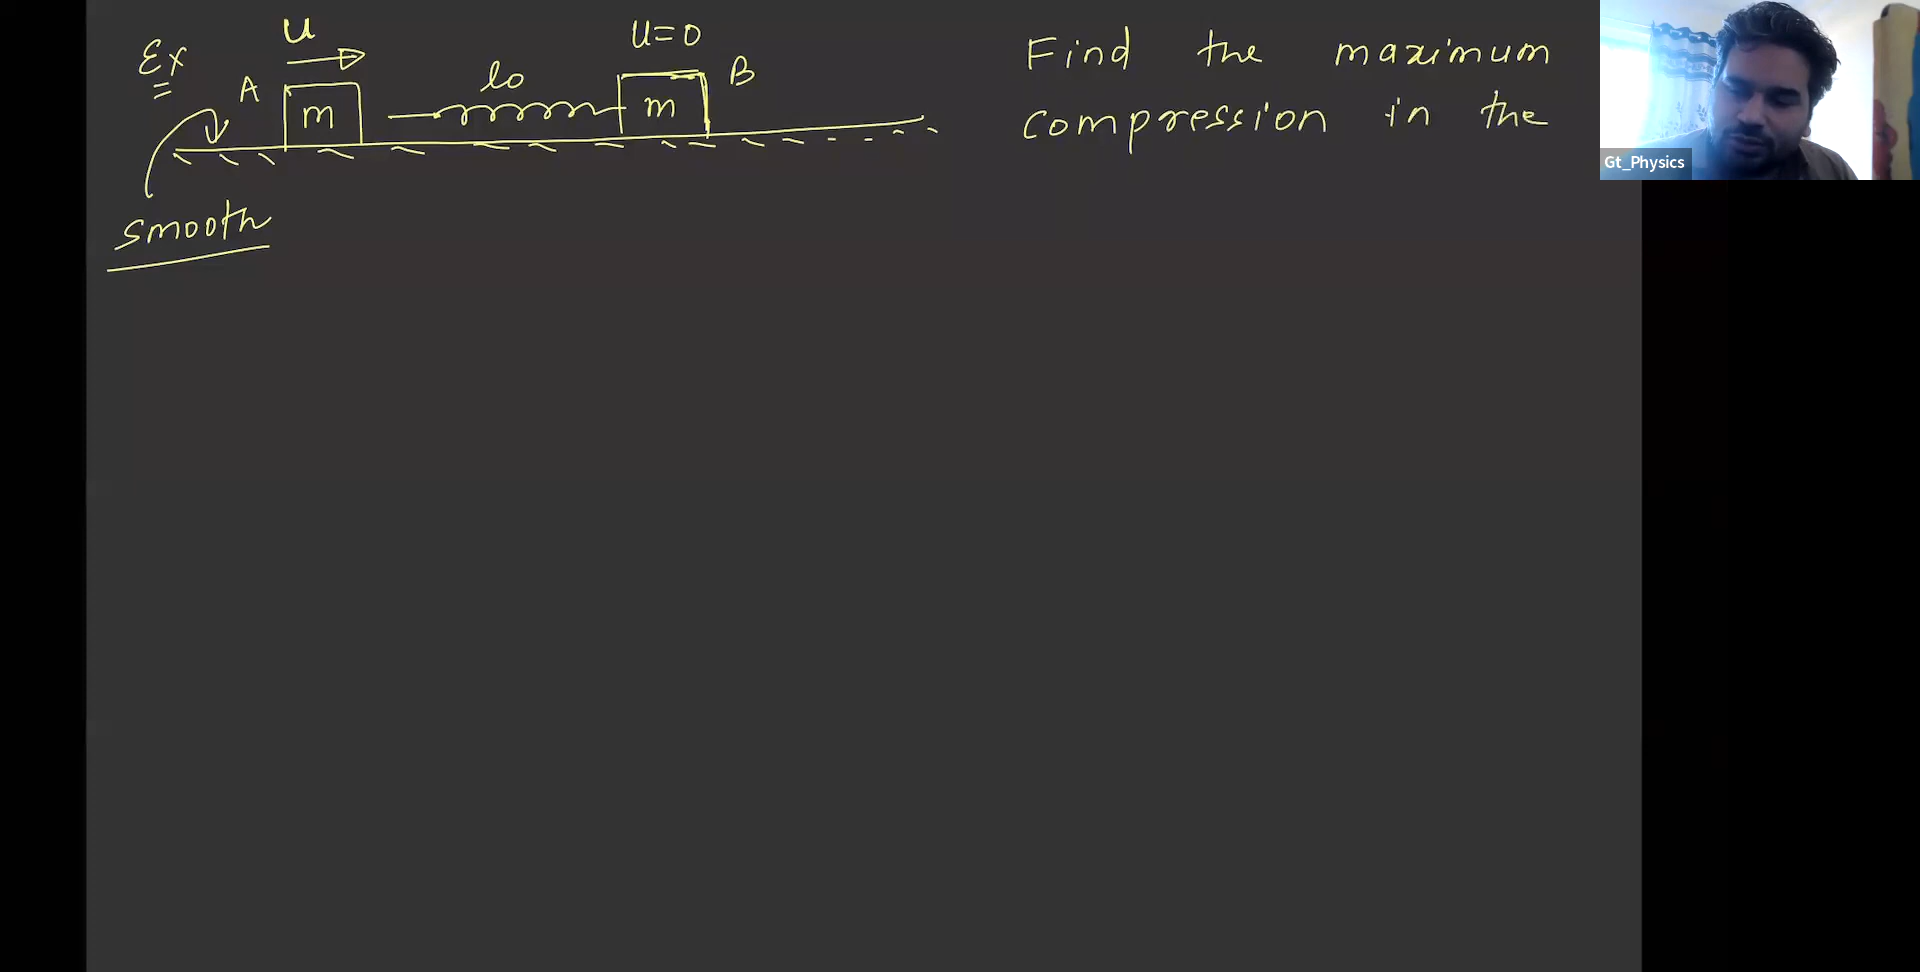 Ex
u
u=0
A
m
lo
m
B
smooth
Find the maximum
compression in the
Gt_Physics